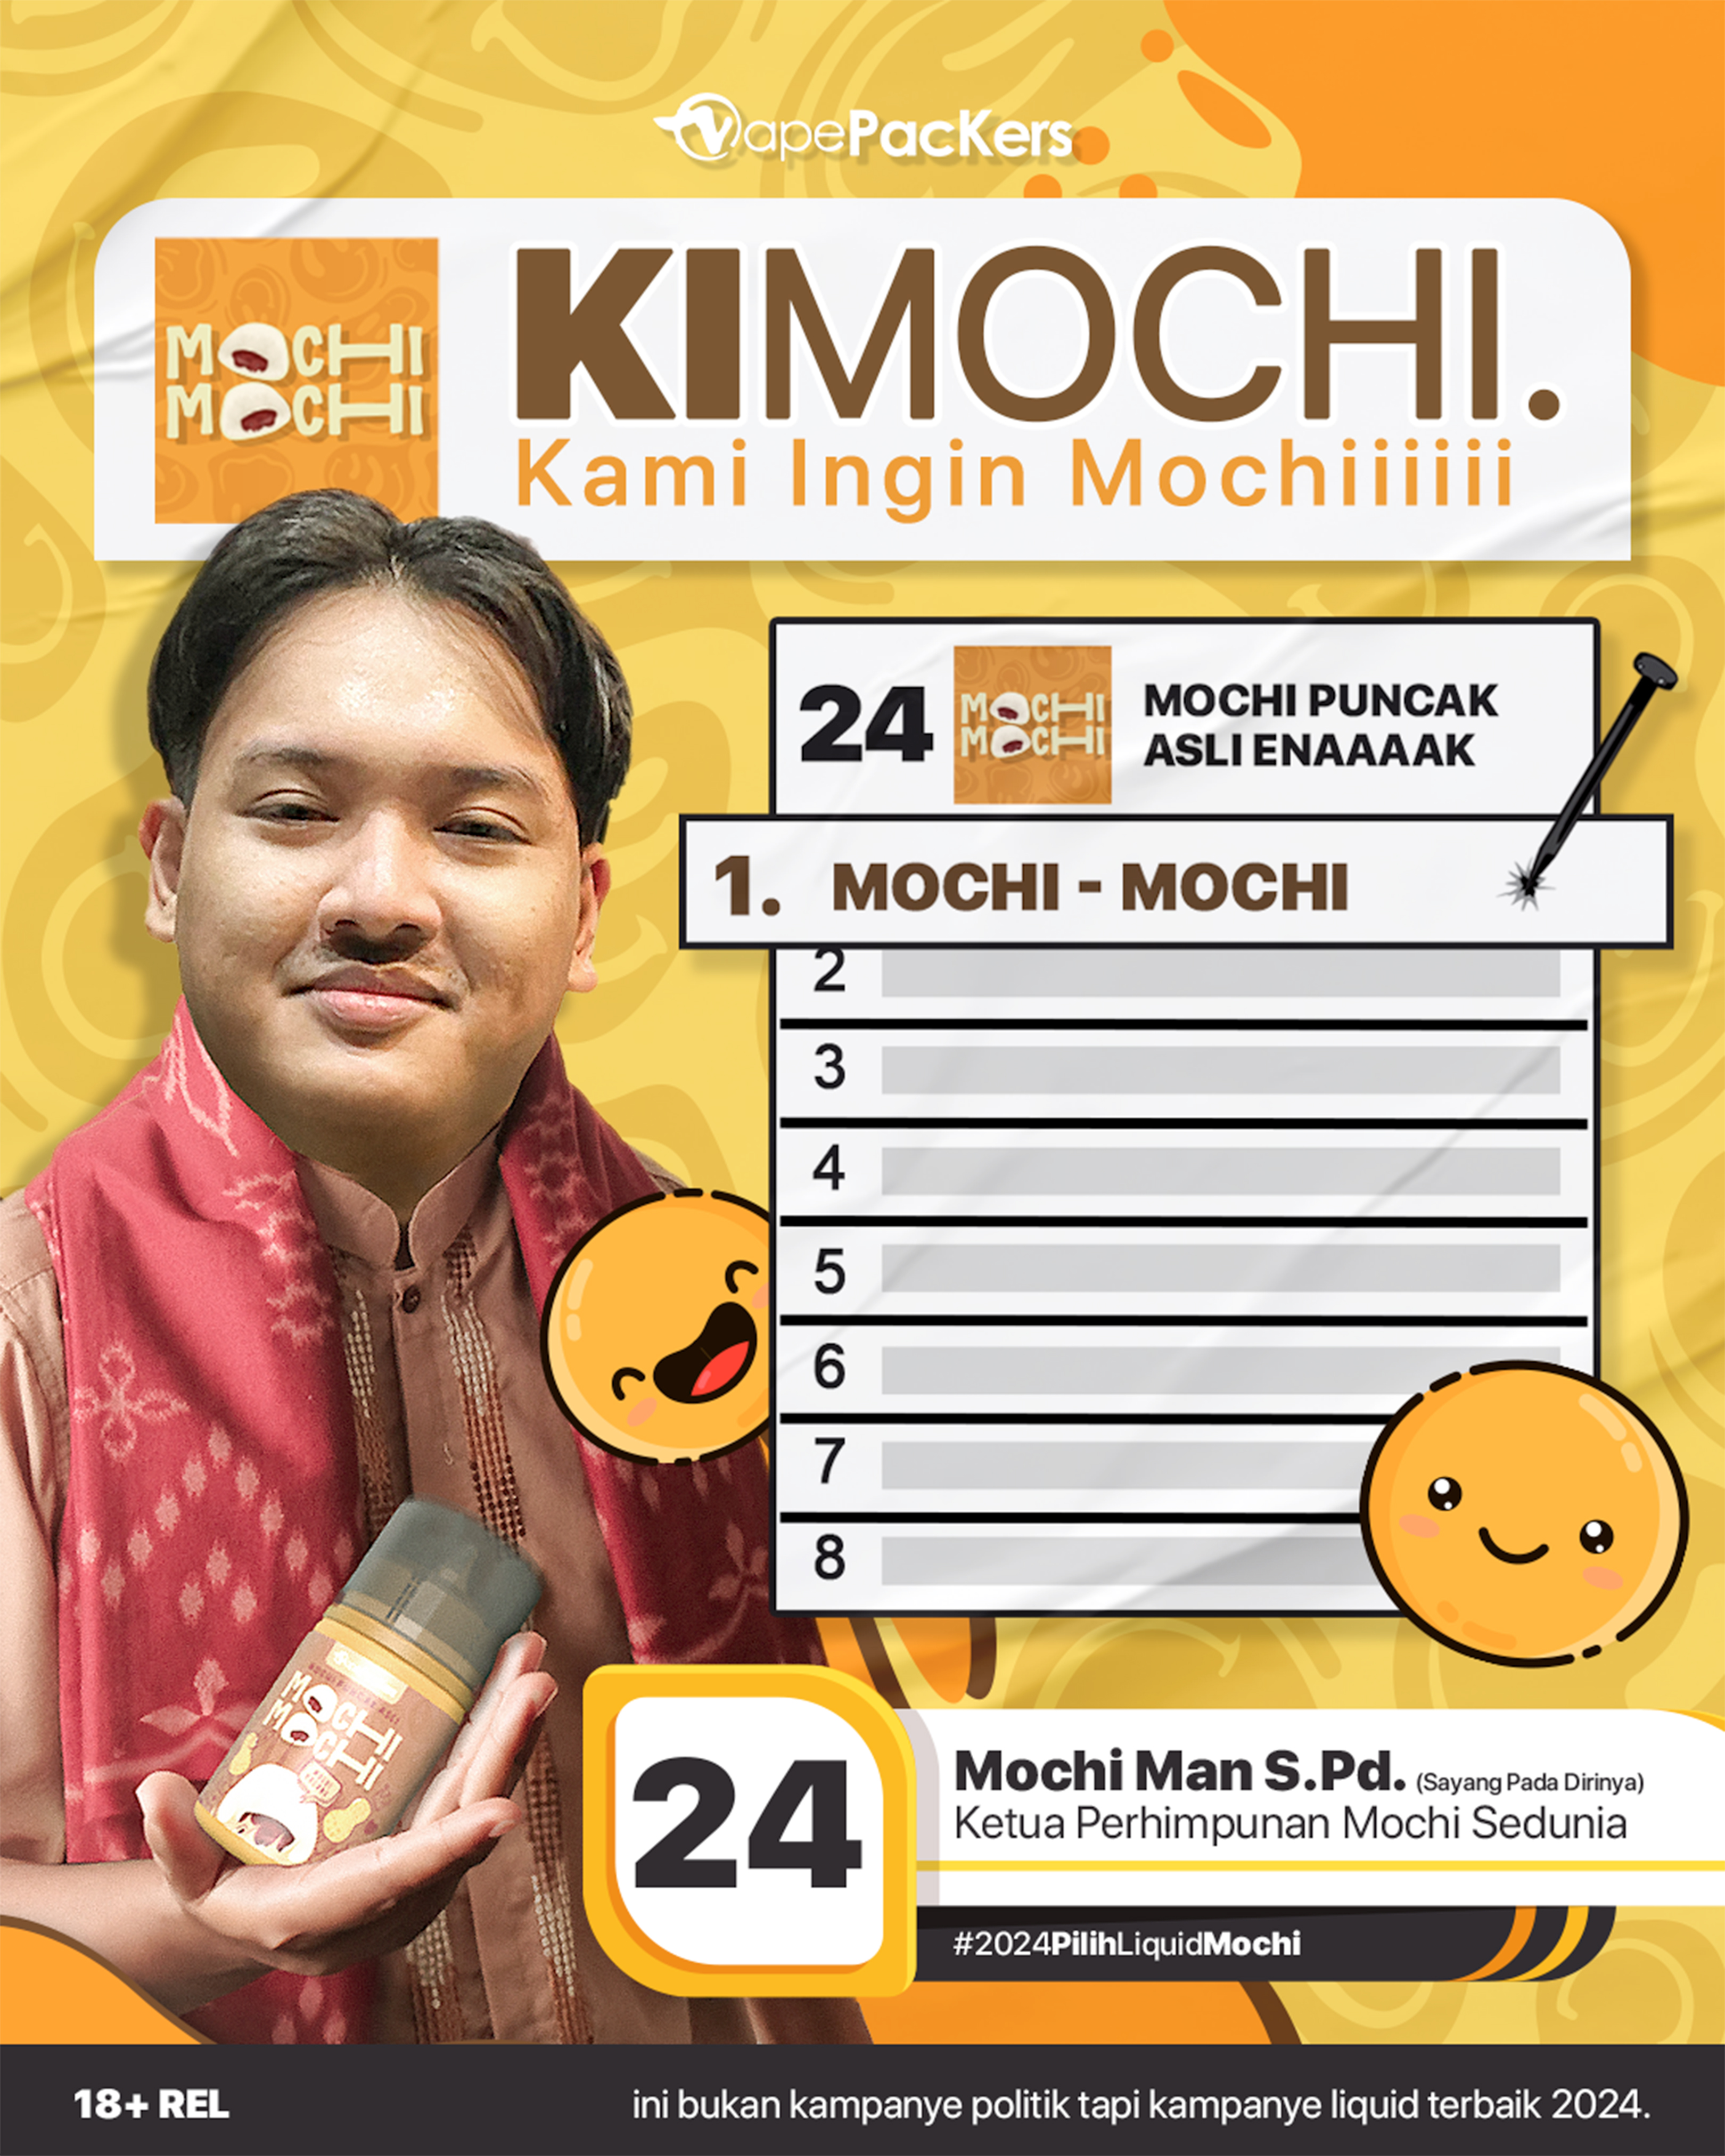 VapePacKers
MOCHI
MOCHI
KIMOCHI.
Kami Ingin Mochiiiiii
24
MOCHI
MOCHI
MOCHI PUNCAK
ASLI ENAAAAK
1. MOCHI - MOCHI
2
3
4
5
6
7
8
MOCHI
MOCHI
24
Mochi Man S.Pd. (Sayang Pada Dirinya)
Ketua Perhimpunan Mochi Sedunia
#2024PilihLiquidMochi
18+ REL
ini bukan kampanye politik tapi kampanye liquid terbaik 2024.